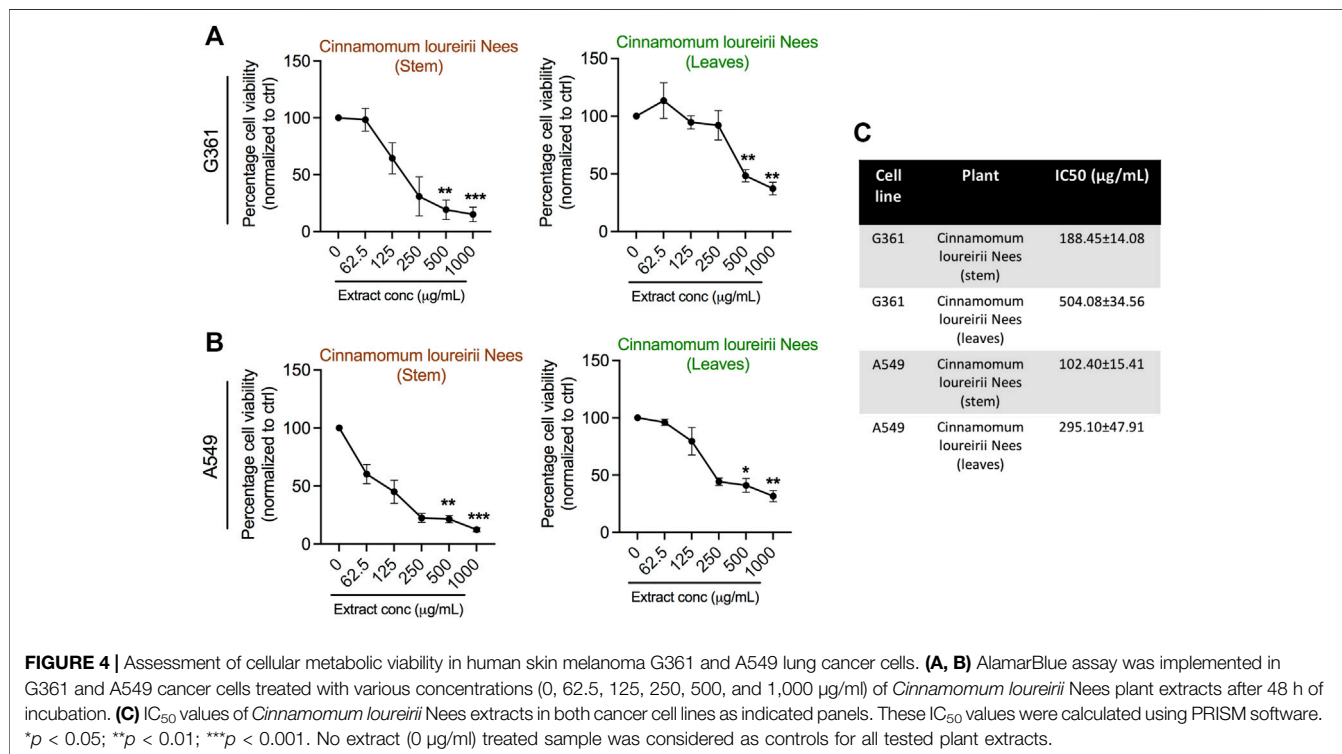 A
G361
Cinnamomum loureirii Nees
(Stem)
Percentage cell viability
(normalized to ctrl)
150
100
50
0
**
***
0
62.5
125
250
500
1000
Extract conc (µg/mL)
Cinnamomum loureirii Nees
(Leaves)
Percentage cell viability
(normalized to ctrl)
150
100
50
0
**
**
0
62.5
125
250
500
1000
Extract conc (µg/mL)
B
A549
Cinnamomum loureirii Nees
(Stem)
Percentage cell viability
(normalized to ctrl)
150
100
50
0
**
***
0
62.5
125
250
500
1000
Extract conc (µg/mL)
Cinnamomum loureirii Nees
(Leaves)
Percentage cell viability
(normalized to ctrl)
150
100
50
0
*
**
0
62.5
125
250
500
1000
Extract conc (µg/mL)
C
Cell line Plant IC50 (µg/mL)
G361 Cinnamomum loureirii Nees (stem) 188.45±14.08
G361 Cinnamomum loureirii Nees (leaves) 504.08±34.56
A549 Cinnamomum loureirii Nees (stem) 102.40±15.41
A549 Cinnamomum loureirii Nees (leaves) 295.10±47.91
FIGURE 4 | Assessment of cellular metabolic viability in human skin melanoma G361 and A549 lung cancer cells. (A, B) AlamarBlue assay was implemented in
G361 and A549 cancer cells treated with various concentrations (0, 62.5, 125, 250, 500, and 1,000 µg/ml) of Cinnamomum loureirii Nees plant extracts after 48 h of
incubation. (C) IC50 values of Cinnamomum loureirii Nees extracts in both cancer cell lines as indicated panels. These IC50 values were calculated using PRISM software.
*p < 0.05; **p < 0.01; ***p < 0.001. No extract (0 µg/ml) treated sample was considered as controls for all tested plant extracts.